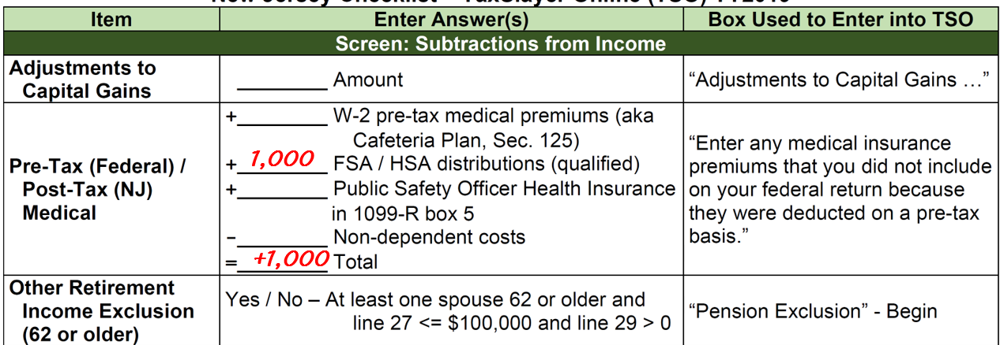 Item Enter Answer(s) Box Used to Enter into TSO
Screen: Subtractions from Income
Adjustments to
Capital Gains
________ Amount
“Adjustments to Capital Gains …”
Pre-Tax (Federal) /
Post-Tax (NJ)
Medical
+________ W-2 pre-tax medical premiums (aka
Cafeteria Plan, Sec. 125)
+ 1,000 FSA / HSA distributions (qualified)
+________ Public Safety Officer Health Insurance
in 1099-R box 5
−________ Non-dependent costs
= +1,000 Total
“Enter any medical insurance
premiums that you did not include
on your federal return because
they were deducted on a pre-tax
basis.”
Other Retirement
Income Exclusion
(62 or older)
Yes / No – At least one spouse 62 or older and
line 27 <= $100,000 and line 29 > 0
“Pension Exclusion” - Begin